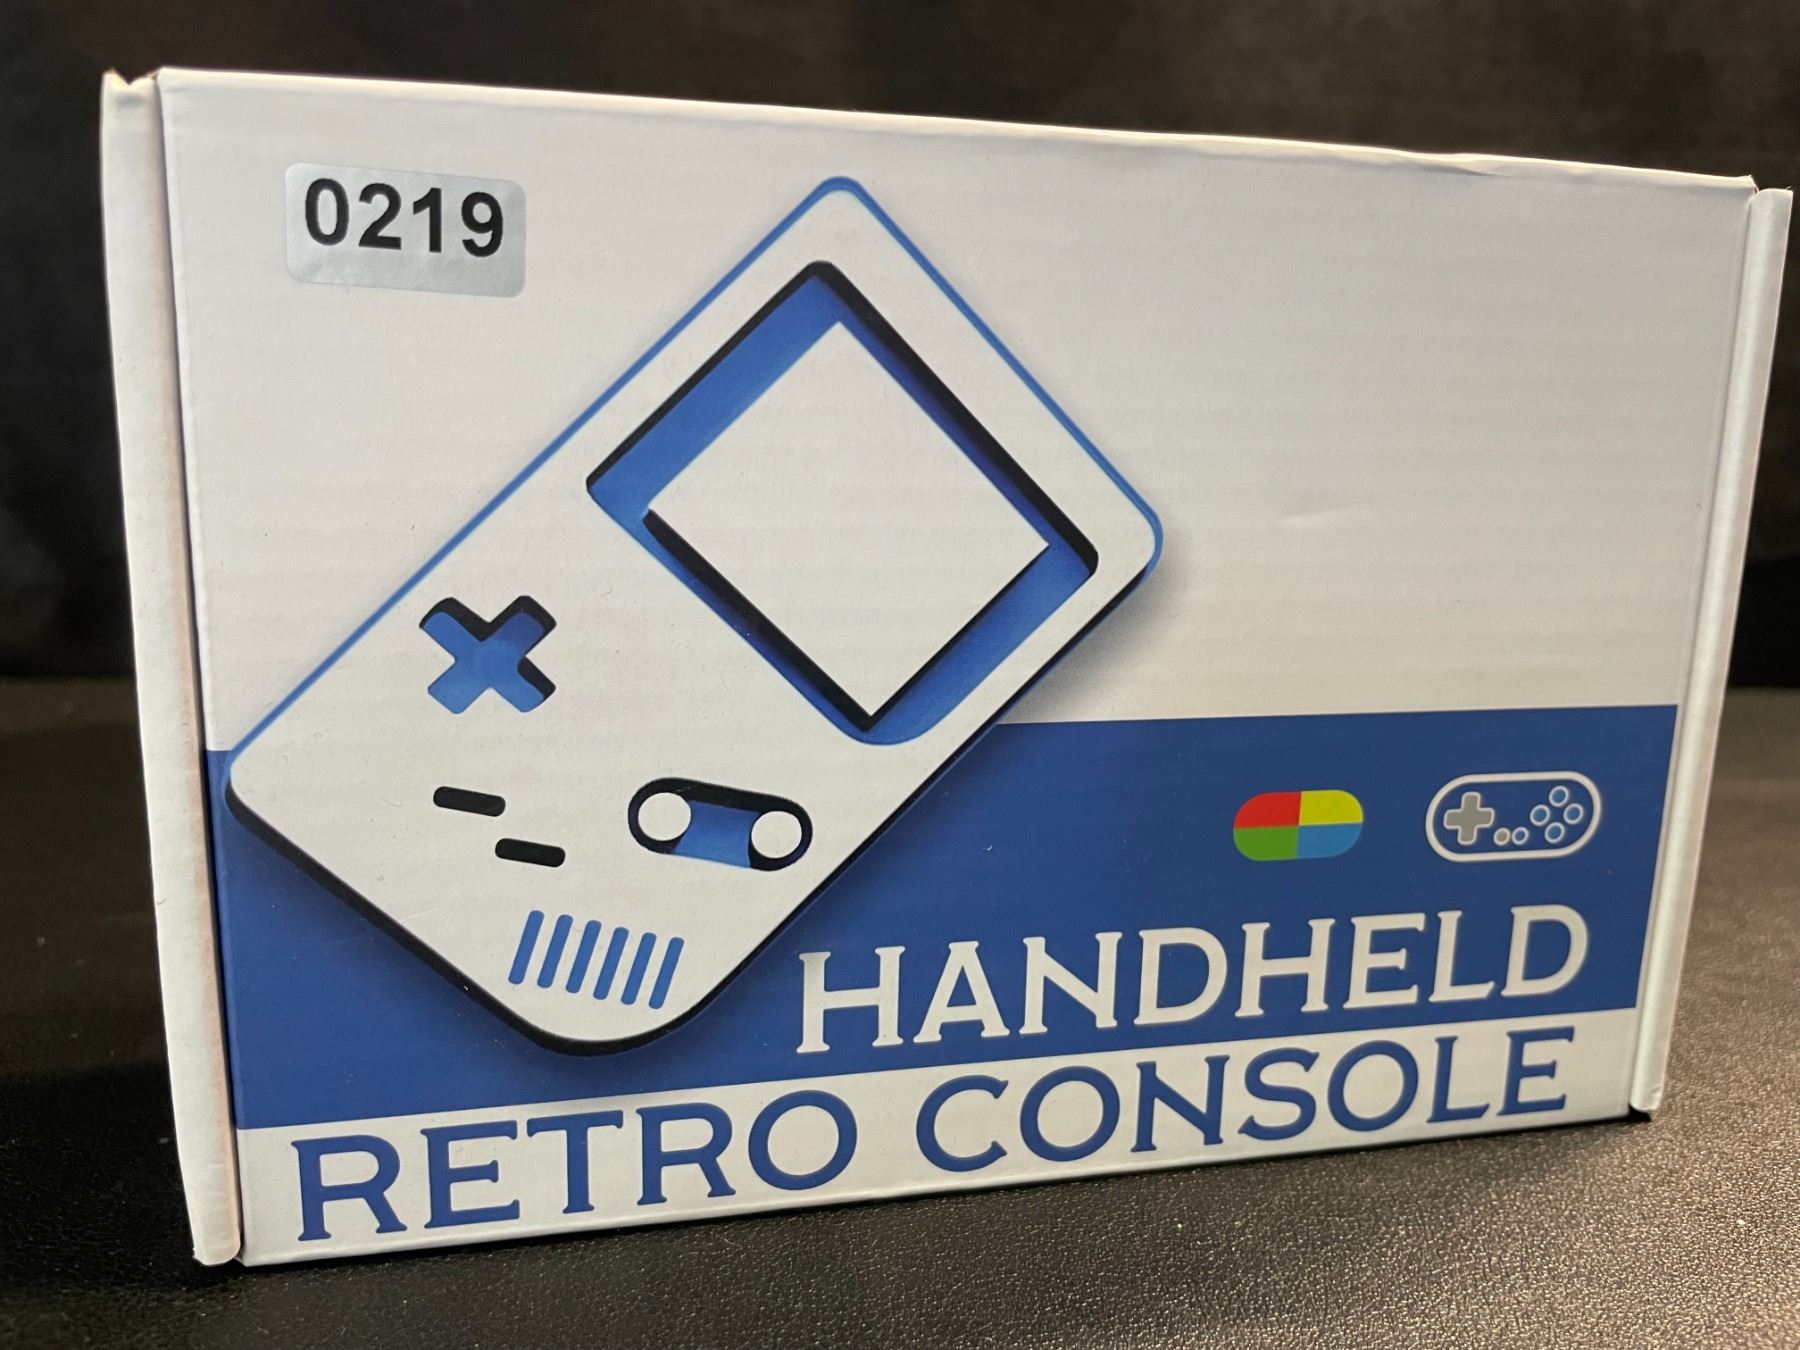 0219
HANDHELD
RETRO CONSOLE